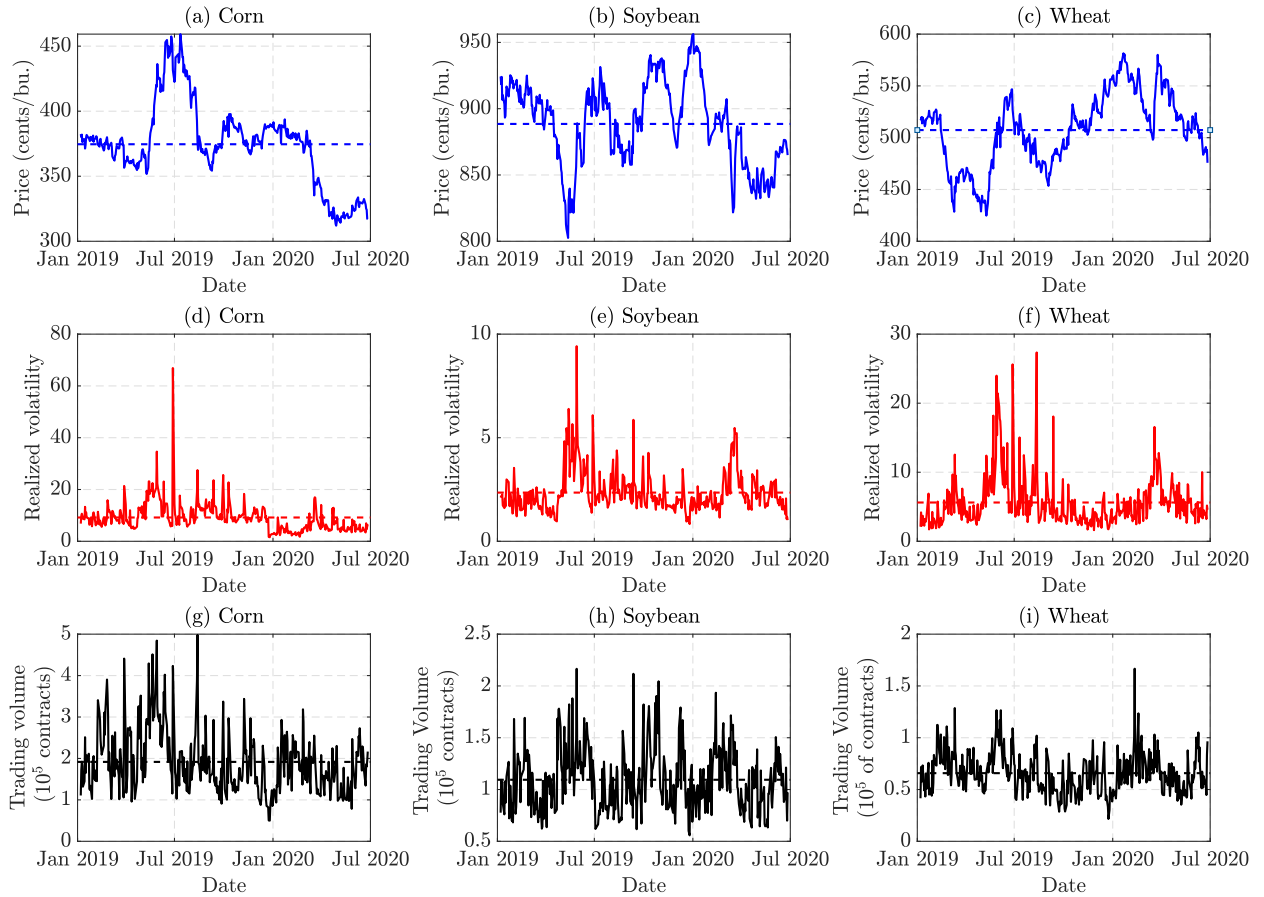 (a) Corn
(b) Soybean
(c) Wheat
Price (cents/bu.)
450
400
350
300
Jan 2019 Jul 2019 Jan 2020 Jul 2020
Date
Price (cents/bu.)
950
900
850
800
Jan 2019 Jul 2019 Jan 2020 Jul 2020
Date
Price (cents/bu.)
600
550
500
450
400
Jan 2019 Jul 2019 Jan 2020 Jul 2020
Date
(d) Corn
(e) Soybean
(f) Wheat
Realized volatility
80
60
40
20
0
Jan 2019 Jul 2019 Jan 2020 Jul 2020
Date
Realized volatility
10
5
0
Jan 2019 Jul 2019 Jan 2020 Jul 2020
Date
Realized volatility
30
20
10
0
Jan 2019 Jul 2019 Jan 2020 Jul 2020
Date
(g) Corn
(h) Soybean
(i) Wheat
Trading volume
(10⁵ contracts)
5
4
3
2
1
0
Jan 2019 Jul 2019 Jan 2020 Jul 2020
Date
Trading Volume
(10⁵ contracts)
2.5
2
1.5
1
0.5
Jan 2019 Jul 2019 Jan 2020 Jul 2020
Date
Trading Volume
(10⁵ of contracts)
2
1.5
1
0.5
0
Jan 2019 Jul 2019 Jan 2020 Jul 2020
Date